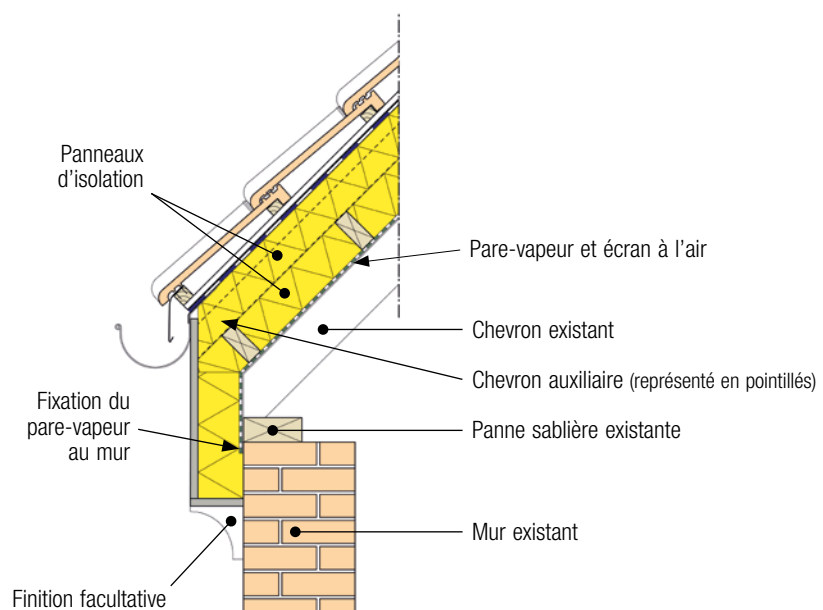 Panneaux
d’isolation
Pare-vapeur et écran à l’air
Chevron existant
Chevron auxiliaire (représenté en pointillés)
Fixation du
pare-vapeur
au mur
Panne sablière existante
Mur existant
Finition facultative